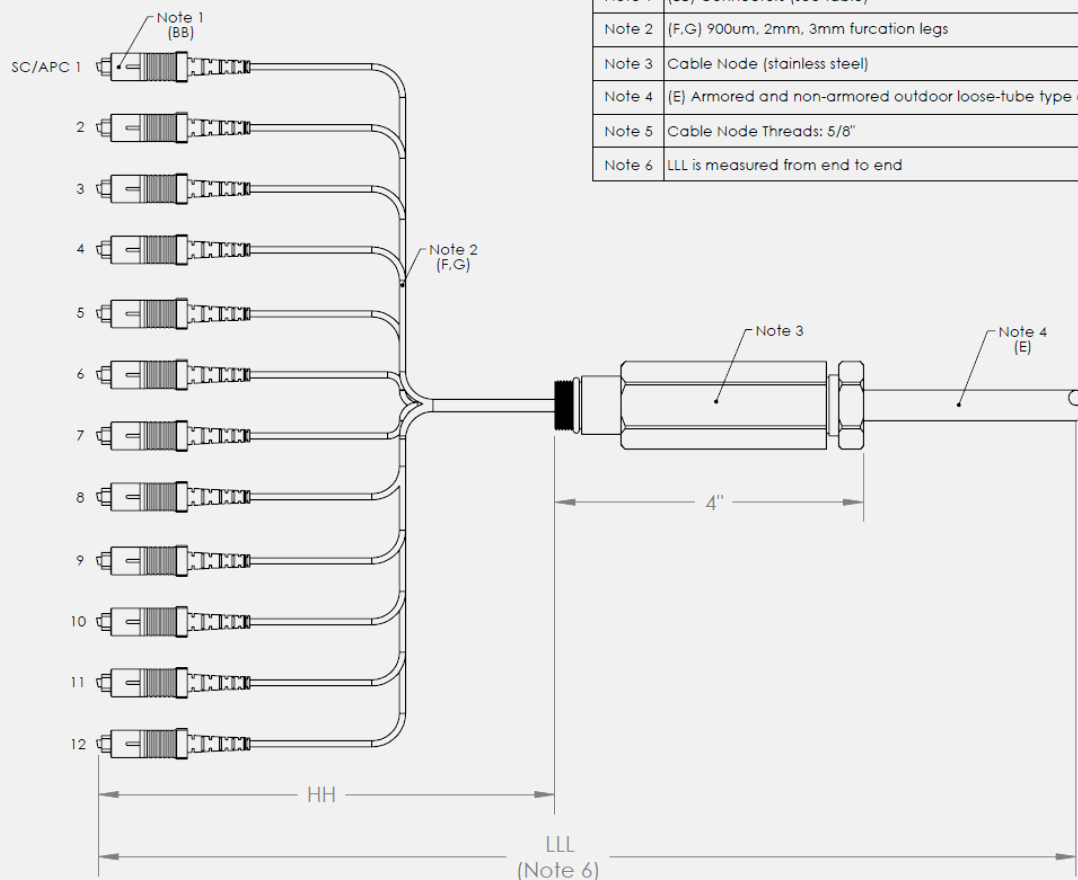 Note 1
(BB)
SC/APC 1
2
3
4
5
6
7
8
9
10
11
12
Note 2
(F,G)
Note 2 (F,G) 900um, 2mm, 3mm furcation legs
Note 3 Cable Node (stainless steel)
Note 4 (E) Armored and non-armored outdoor loose-tube type
Note 5 Cable Node Threads: 5/8"
Note 6 LLL is measured from end to end
Note 3
Note 4
(E)
4"
HH
LLL
(Note 6)